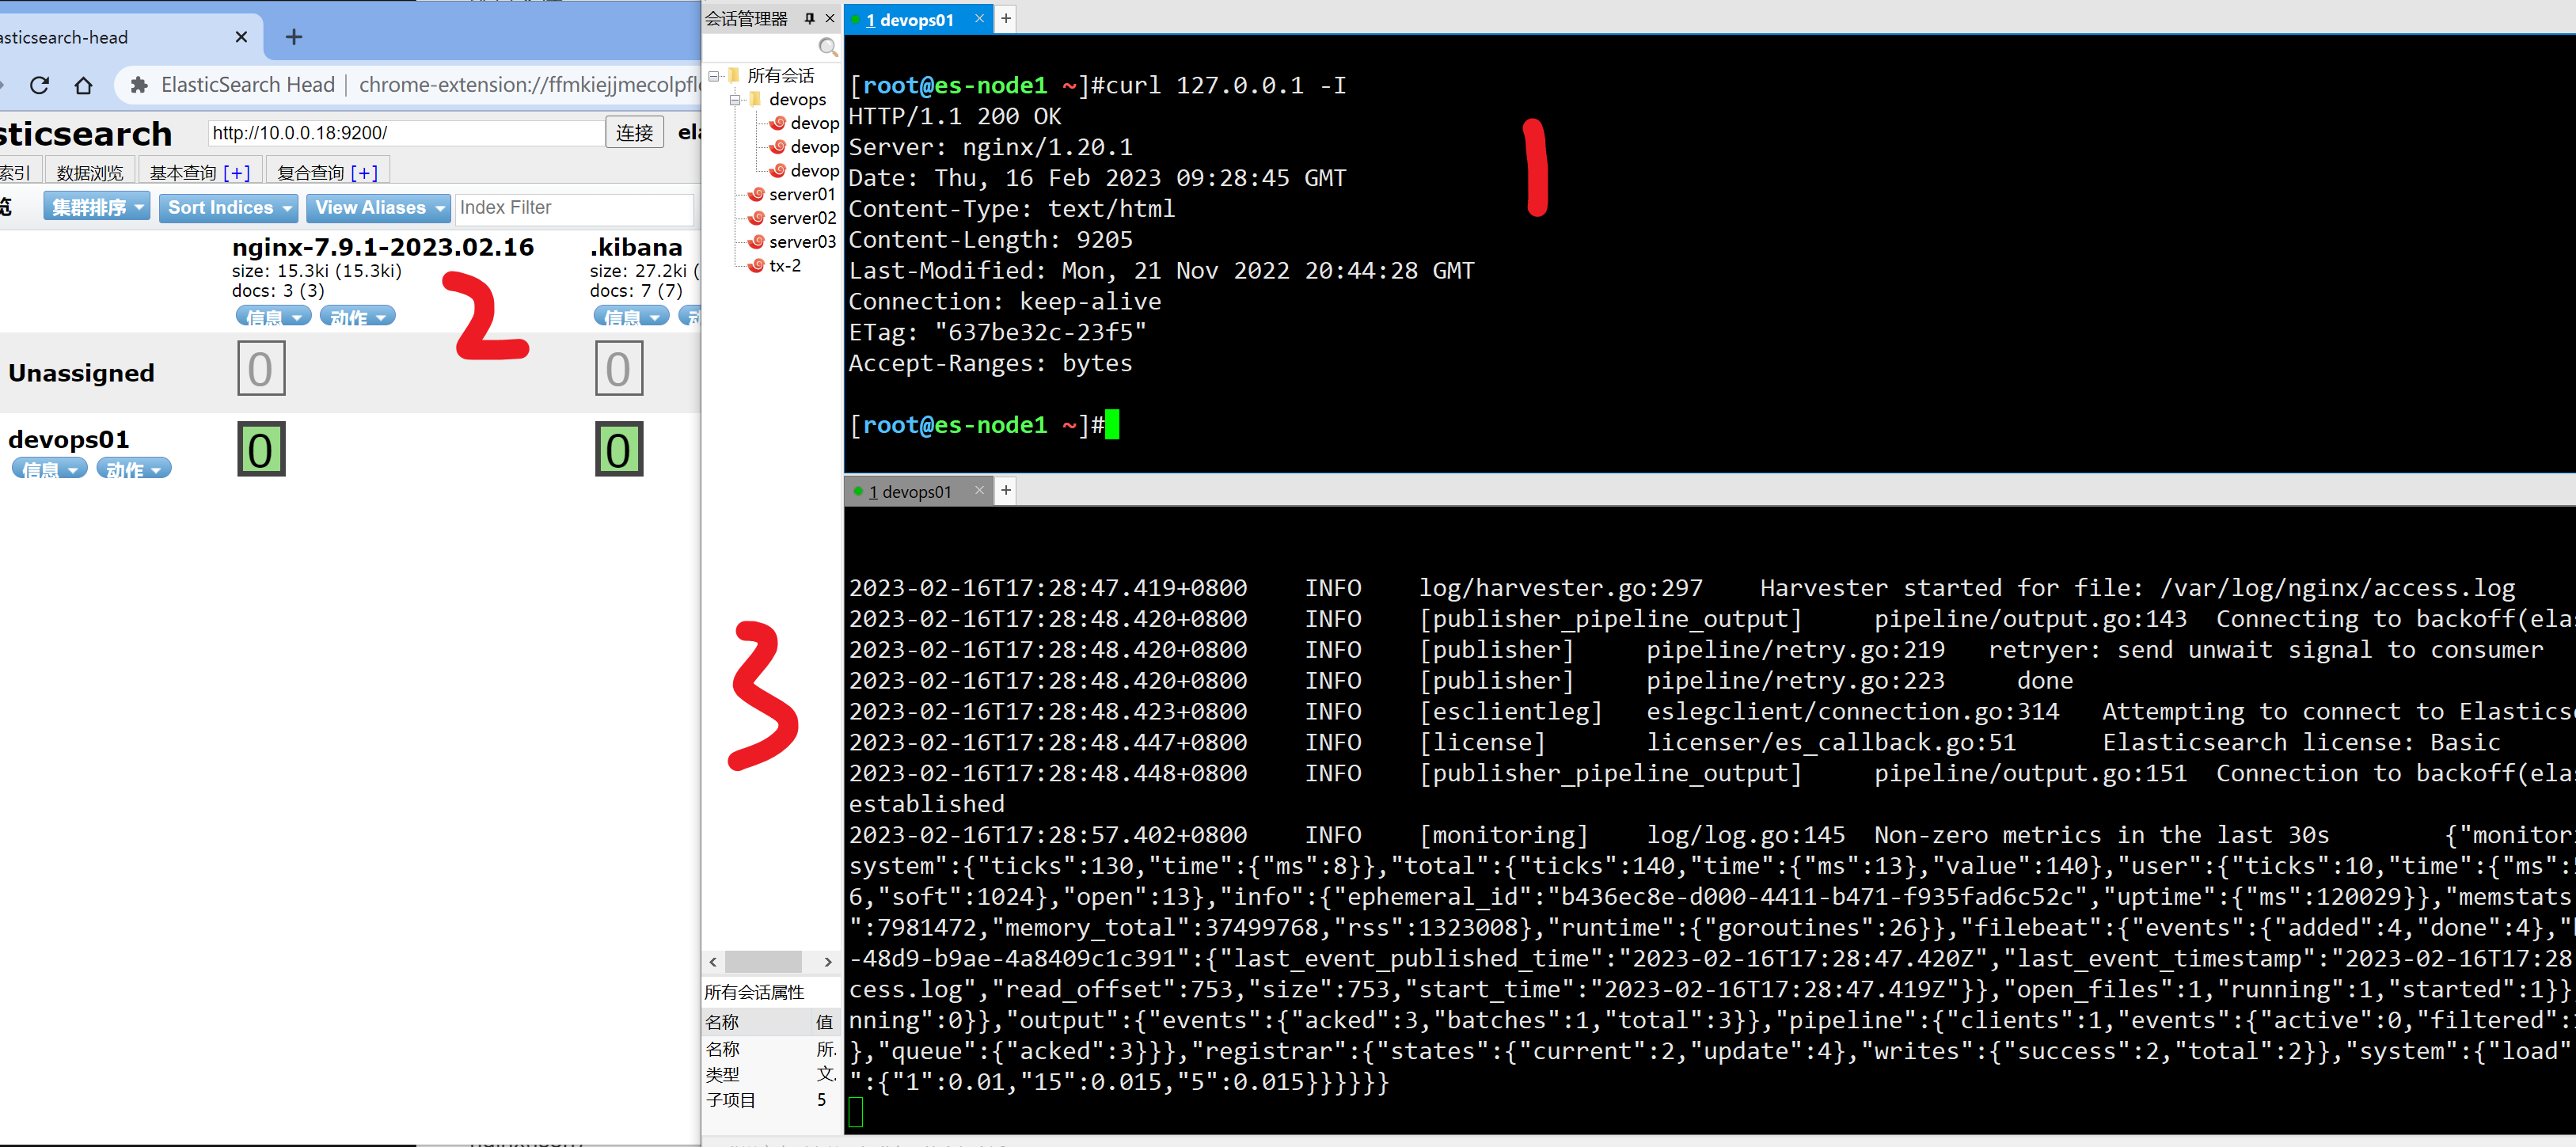 asticsearch-head
ElasticSearch Head | chrome-extension://ffmkiejjmecolpfl
sticsearch http://10.0.0.18:9200/ 连接 ela
索引 数据浏览 基本查询 [+] 复合查询 [+]
览 集群排序 Sort Indices View Aliases Index Filter
nginx-7.9.1-2023.02.16 .kibana
size: 15.3ki (15.3ki) size: 27.2ki (
docs: 3 (3) docs: 7 (7)
信息 动作 信息 动
Unassigned 0 0
devops01 0 0
信息 动作
2
3
会话管理器
所有会话
devops
devop
devop
devop
server01
server02
server03
tx-2
所有会话属性
名称 值
名称 所.
类型 文.
子项目 5
1 devops01
[root@es-node1 ~]#curl 127.0.0.1 -I
HTTP/1.1 200 OK
Server: nginx/1.20.1
Date: Thu, 16 Feb 2023 09:28:45 GMT
Content-Type: text/html
Content-Length: 9205
Last-Modified: Mon, 21 Nov 2022 20:44:28 GMT
Connection: keep-alive
ETag: "637be32c-23f5"
Accept-Ranges: bytes
[root@es-node1 ~]#
1
1 devops01
2023-02-16T17:28:47.419+0800 INFO log/harvester.go:297 Harvester started for file: /var/log/nginx/access.log
2023-02-16T17:28:48.420+0800 INFO [publisher_pipeline_output] pipeline/output.go:143 Connecting to backoff(elas
2023-02-16T17:28:48.420+0800 INFO [publisher] pipeline/retry.go:219 retryer: send unwait signal to consumer
2023-02-16T17:28:48.420+0800 INFO [publisher] pipeline/retry.go:223 done
2023-02-16T17:28:48.423+0800 INFO [esclientleg] eslegclient/connection.go:314 Attempting to connect to Elasticse
2023-02-16T17:28:48.447+0800 INFO [license] licenser/es_callback.go:51 Elasticsearch license: Basic
2023-02-16T17:28:48.448+0800 INFO [publisher_pipeline_output] pipeline/output.go:151 Connection to backoff(elas
established
2023-02-16T17:28:57.402+0800 INFO [monitoring] log/log.go:145 Non-zero metrics in the last 30s {"monitori
system":{"ticks":130,"time":{"ms":8}},"total":{"ticks":140,"time":{"ms":13},"value":140},"user":{"ticks":10,"time":{"ms":5
6,"soft":1024},"open":13},"info":{"ephemeral_id":"b436ec8e-d000-4411-b471-f935fad6c52c","uptime":{"ms":120029}},"memstats
":7981472,"memory_total":37499768,"rss":1323008},"runtime":{"goroutines":26}},"filebeat":{"events":{"added":4,"done":4},"
-48d9-b9ae-4a8409c1c391":{"last_event_published_time":"2023-02-16T17:28:47.420Z","last_event_timestamp":"2023-02-16T17:28
cess.log","read_offset":753,"size":753,"start_time":"2023-02-16T17:28:47.419Z"}},"open_files":1,"running":1,"started":1}}
nning":0}},"output":{"events":{"acked":3,"batches":1,"total":3}},"pipeline":{"clients":1,"events":{"active":0,"filtered":
},"queue":{"acked":3}}},"registrar":{"states":{"current":2,"update":4},"writes":{"success":2,"total":2}},"system":{"load"
":{"1":0.01,"15":0.015,"5":0.015}}}}}}